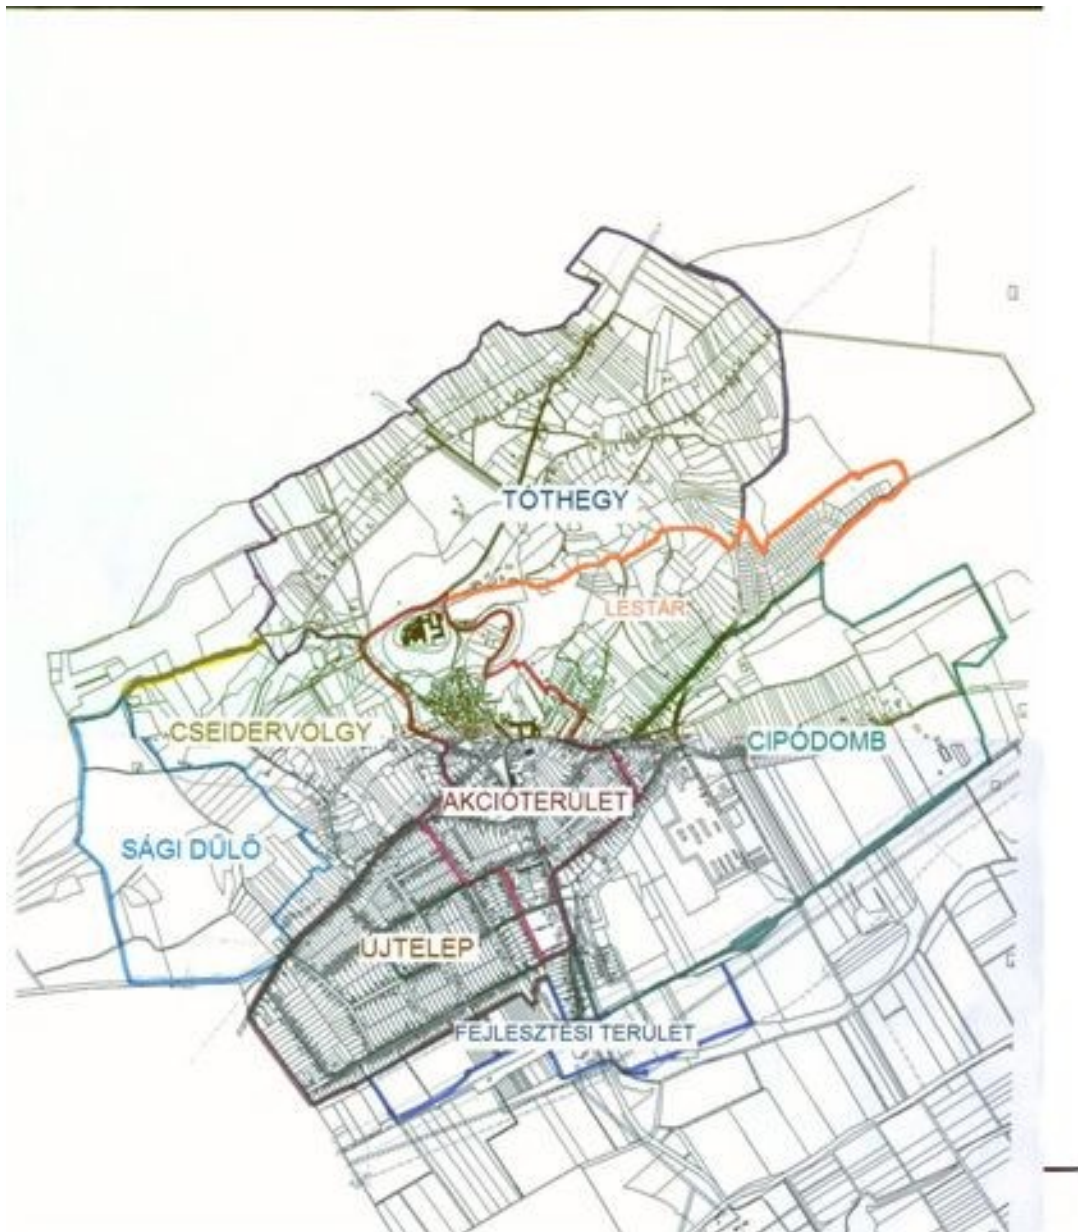 TÓTHEGY
LESTÁR
CSEIDERVÖLGY
CIPÓDOMB
AKCIÓTERÜLET
SÁGI DŰLŐ
ÚJTELEP
FEJLESZTÉSI TERÜLET